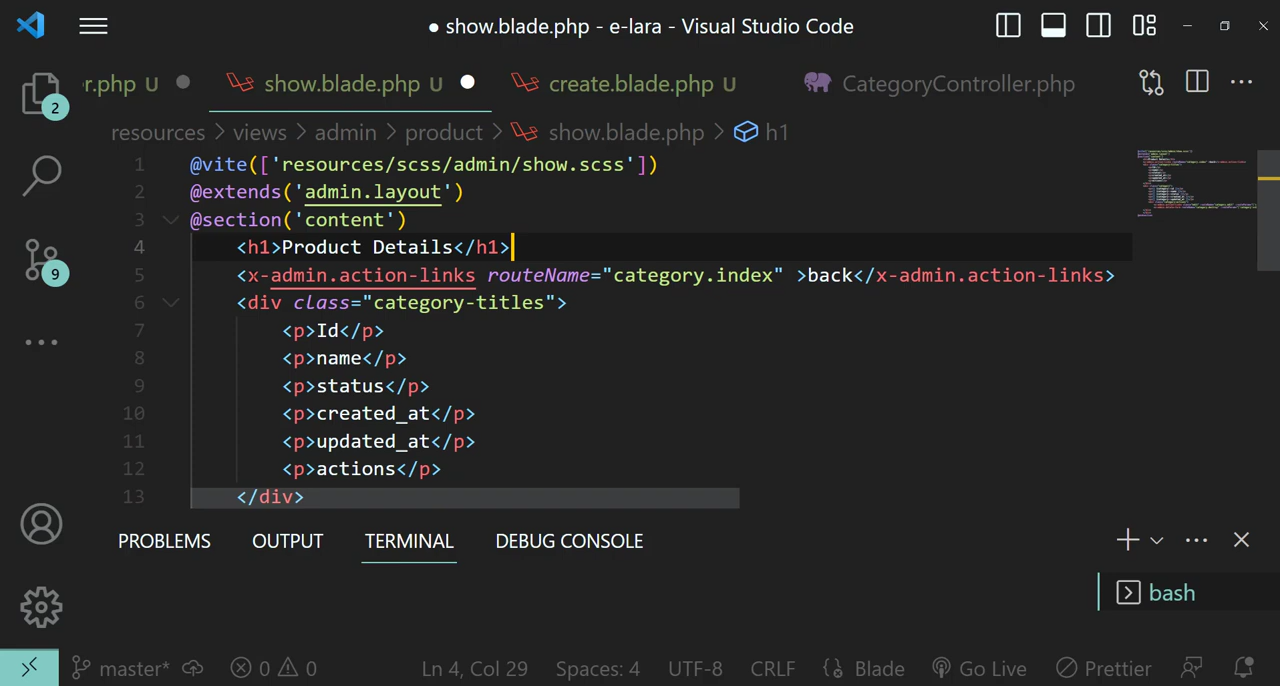 ● show.blade.php - e-lara - Visual Studio Code
r.php U
show.blade.php U
create.blade.php U
CategoryController.php
resources > views > admin > product > show.blade.php > h1
1 @vite(['resources/scss/admin/show.scss'])
2 @extends('admin.layout')
3 @section('content')
4 <h1>Product Details</h1>
5 <x-admin.action-links routeName="category.index" >back</x-admin.action-links>
6 <div class="category-titles">
7 <p>Id</p>
8 <p>name</p>
9 <p>status</p>
10 <p>created_at</p>
11 <p>updated_at</p>
12 <p>actions</p>
13 </div>
2
9
PROBLEMS OUTPUT TERMINAL DEBUG CONSOLE
bash
master* 0 0 Ln 4, Col 29 Spaces: 4 UTF-8 CRLF Blade Go Live Prettier